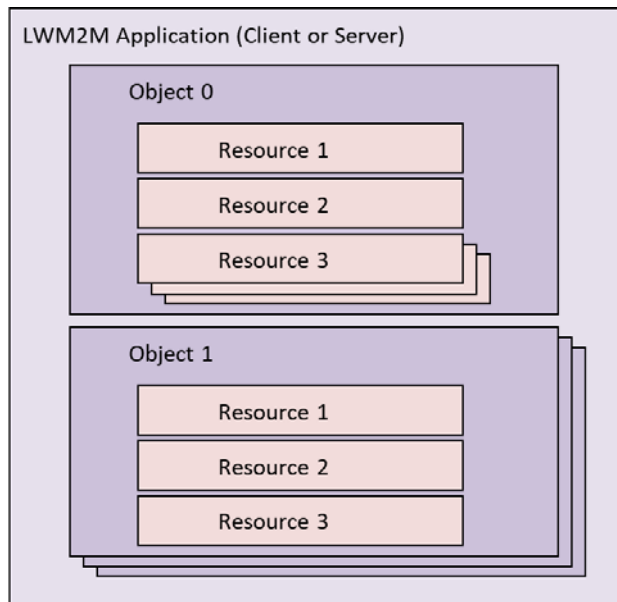 LWM2M Application (Client or Server)
Object 0
Resource 1
Resource 2
Resource 3
Object 1
Resource 1
Resource 2
Resource 3